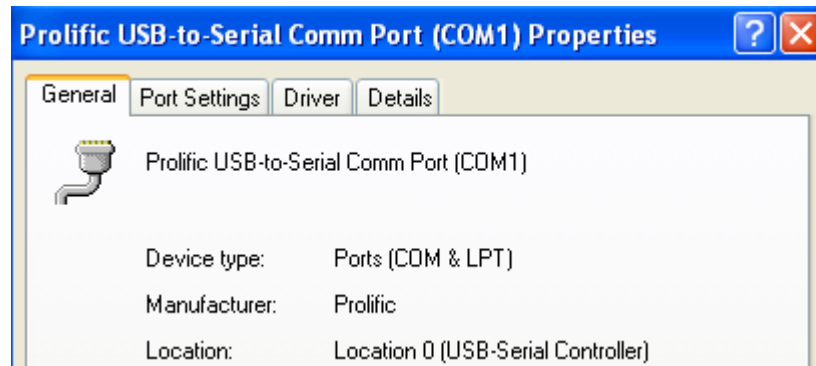 Prolific USB-to-Serial Comm Port (COM1) Properties
General Port Settings Driver Details
Prolific USB-to-Serial Comm Port (COM1)
Device type: Ports (COM & LPT)
Manufacturer: Prolific
Location: Location 0 (USB-Serial Controller)